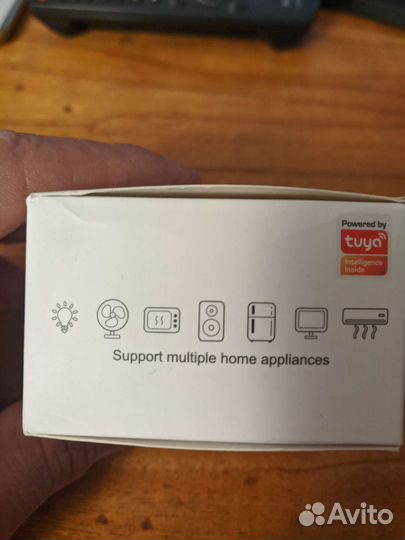 Powered by
tuya
Intelligence
Inside
Support multiple home appliances
Avito